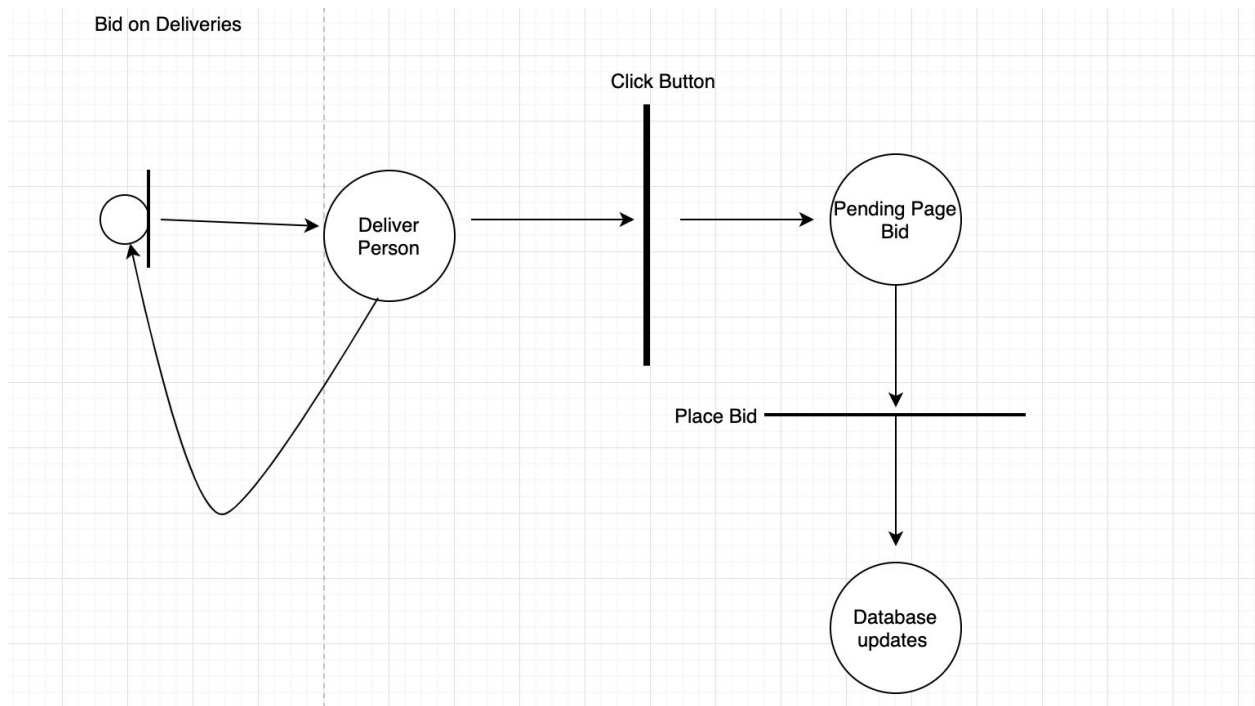 Bid on Deliveries
Click Button
Deliver
Person
Pending Page
Bid
Place Bid
Database
updates